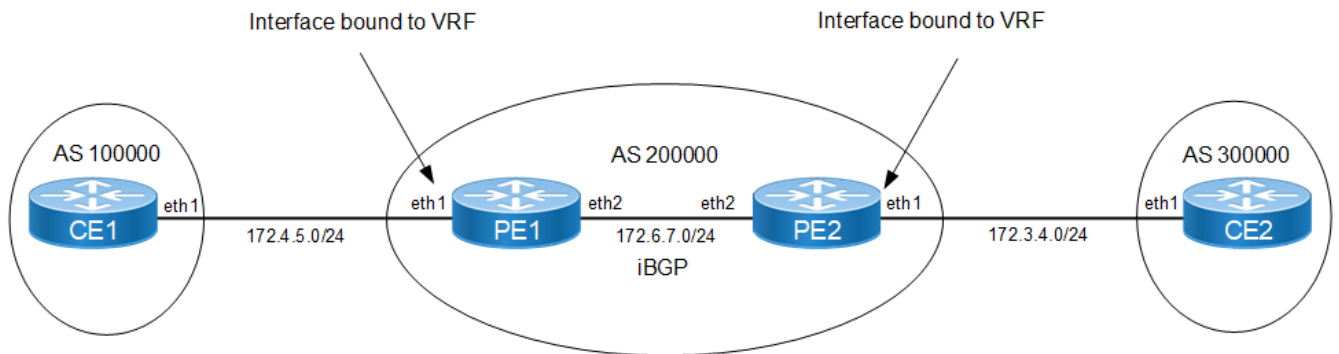 Interface bound to VRF
Interface bound to VRF
AS 100000
AS 200000
AS 300000
eth1
eth1
eth2
eth2
eth1
eth1
CE1
PE1
PE2
CE2
172.4.5.0/24
172.6.7.0/24
172.3.4.0/24
iBGP